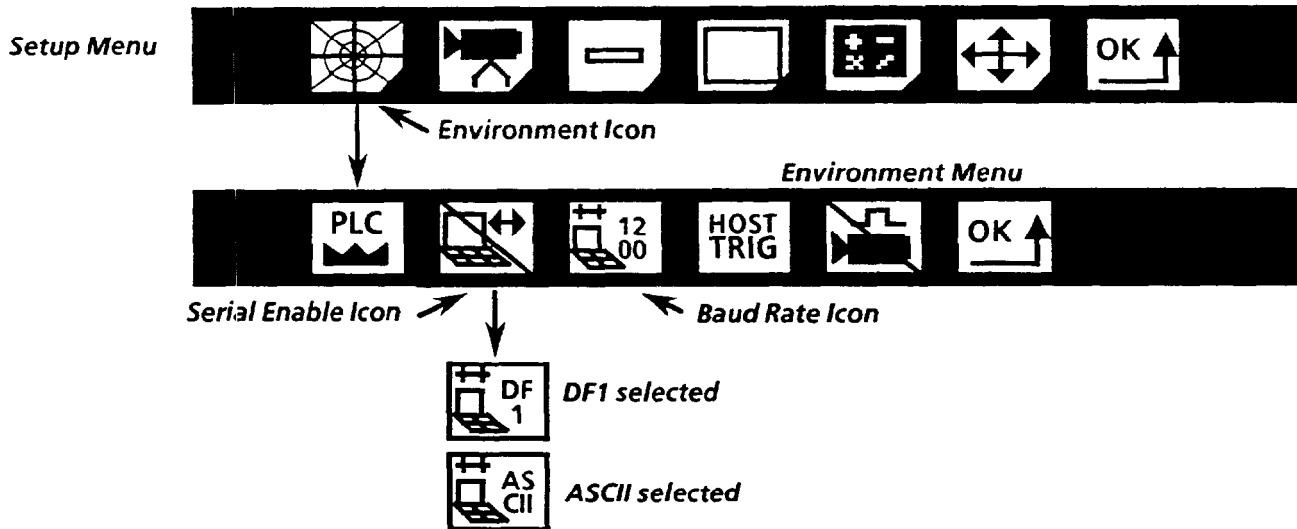 Setup Menu
OK
Environment Icon
Environment Menu
PLC
12
00
HOST
TRIG
OK
Serial Enable Icon
Baud Rate Icon
DF
1
DF1 selected
AS
CII
ASCII selected